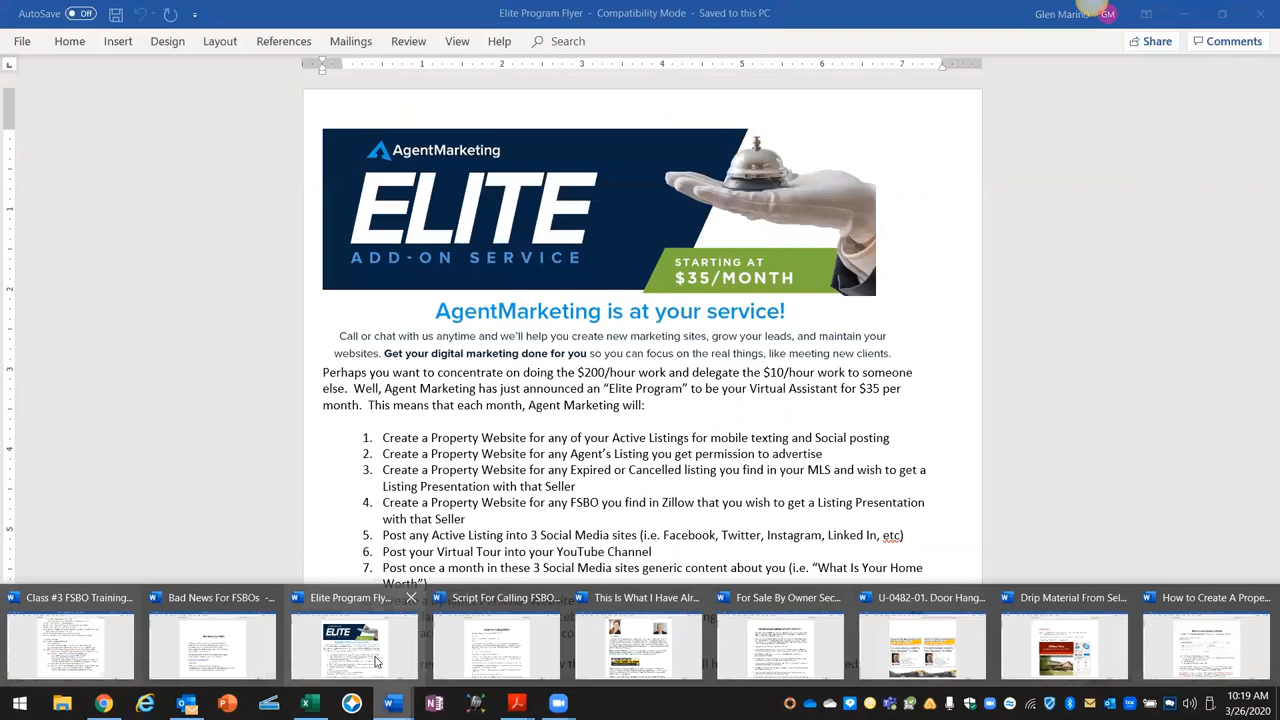 AutoSave Off
Elite Program Flyer - Compatibility Mode - Saved to this PC
Glen Marino GM
File Home Insert Design Layout References Mailings Review View Help Search
Share Comments
1 2 3 4 5 6 7
AgentMarketing
ELITE
ADD-ON SERVICE
STARTING AT
$35/MONTH
AgentMarketing is at your service!
Call or chat with us anytime and we'll help you create new marketing sites, grow your leads, and maintain your
websites. Get your digital marketing done for you so you can focus on the real things, like meeting new clients.
Perhaps you want to concentrate on doing the $200/hour work and delegate the $10/hour work to someone
else. Well, Agent Marketing has just announced an “Elite Program” to be your Virtual Assistant for $35 per
month. This means that each month, Agent Marketing will:
1. Create a Property Website for any of your Active Listings for mobile texting and Social posting
2. Create a Property Website for any Agent’s Listing you get permission to advertise
3. Create a Property Website for any Expired or Cancelled listing you find in your MLS and wish to get a
Listing Presentation with that Seller
4. Create a Property Website for any FSBO you find in Zillow that you wish to get a Listing Presentation
with that Seller
5. Post any Active Listing into 3 Social Media sites (i.e. Facebook, Twitter, Instagram, Linked In, etc)
6. Post your Virtual Tour into your YouTube Channel
7. Post once a month in these 3 Social Media sites generic content about you (i.e. “What Is Your Home
Worth”)
Class #3 FSBO Training...
Bad News For FSBOs -...
Elite Program Fly...
Script For Calling FSBO...
This Is What I Have Alr...
For Sale By Owner Sec...
U-0482-01. Door Hang...
Drip Material From Sel...
How to Create A Prope...
ELITE
10:19 AM
3/26/2020